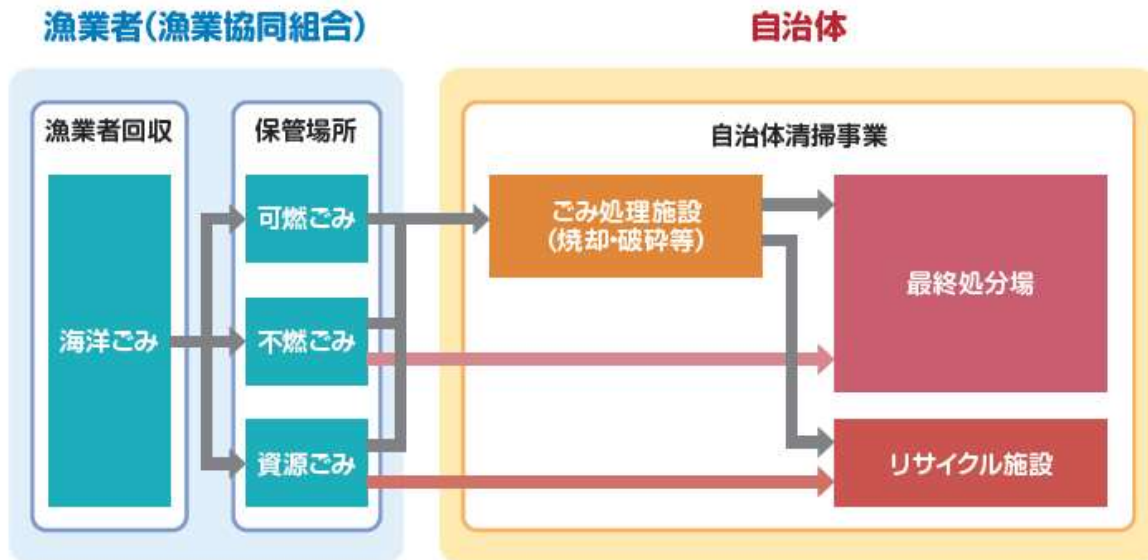 漁業者(漁業協同組合)
自治体
漁業者回収
保管場所
自治体清掃事業
海洋ごみ
可燃ごみ
不燃ごみ
資源ごみ
ごみ処理施設
(焼却・破砕等)
最終処分場
リサイクル施設